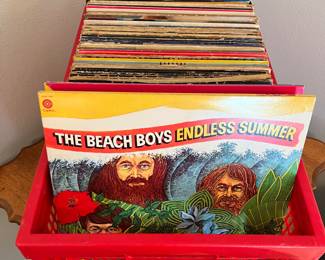 THE BEACH BOYS ENDLESS SUMMER